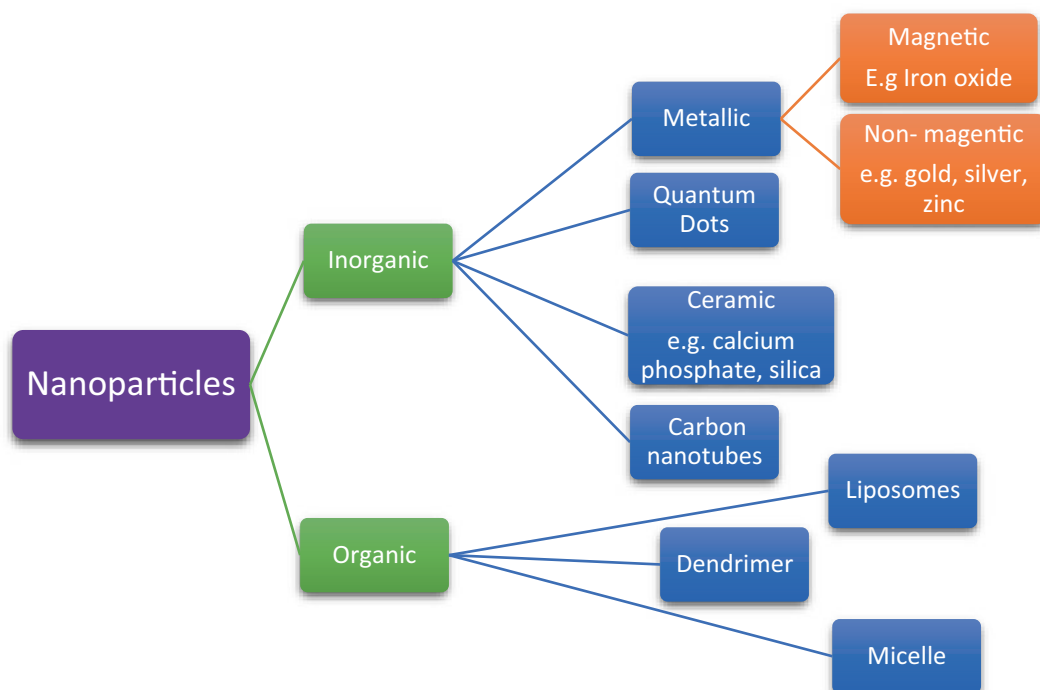 Nanoparticles
Inorganic
Metallic
Magnetic
E.g Iron oxide
Non- magentic
e.g. gold, silver,
zinc
Quantum
Dots
Ceramic
e.g. calcium
phosphate, silica
Carbon
nanotubes
Organic
Liposomes
Dendrimer
Micelle